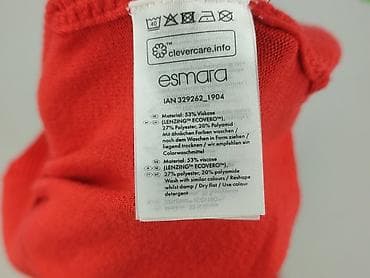 40
clevercare.info
esmara
IAN 329262_1904
Material: 53% Viskose
(LENZING™ ECOVERO™),
27% Polyester, 20% Polyamid
Mit ähnlichen Farben waschen /
nach dem Waschen in Form ziehen /
liegend trocknen / wir empfehlen ein
Colorwaschmittel
Material: 53% viscose
(LENZING™ ECOVERO™),
27% polyester, 20% polyamide
Wash with similar colours / Reshape
whilst damp / Dry flat / Use colour
detergent